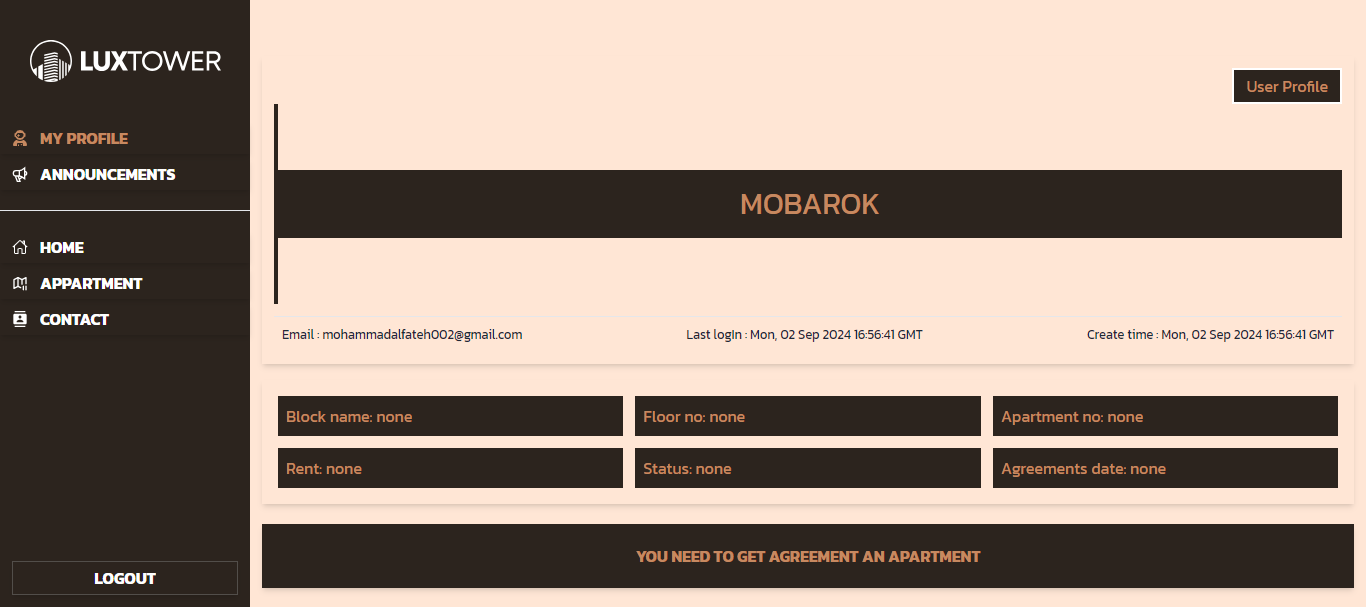 LUXTOWER
MY PROFILE
ANNOUNCEMENTS
HOME
APPARTMENT
CONTACT
LOGOUT
User Profile
MOBAROK
Email : mohammadalfateh002@gmail.com
Last login : Mon, 02 Sep 2024 16:56:41 GMT
Create time : Mon, 02 Sep 2024 16:56:41 GMT
Block name: none
Floor no: none
Apartment no: none
Rent: none
Status: none
Agreements date: none
YOU NEED TO GET AGREEMENT AN APARTMENT